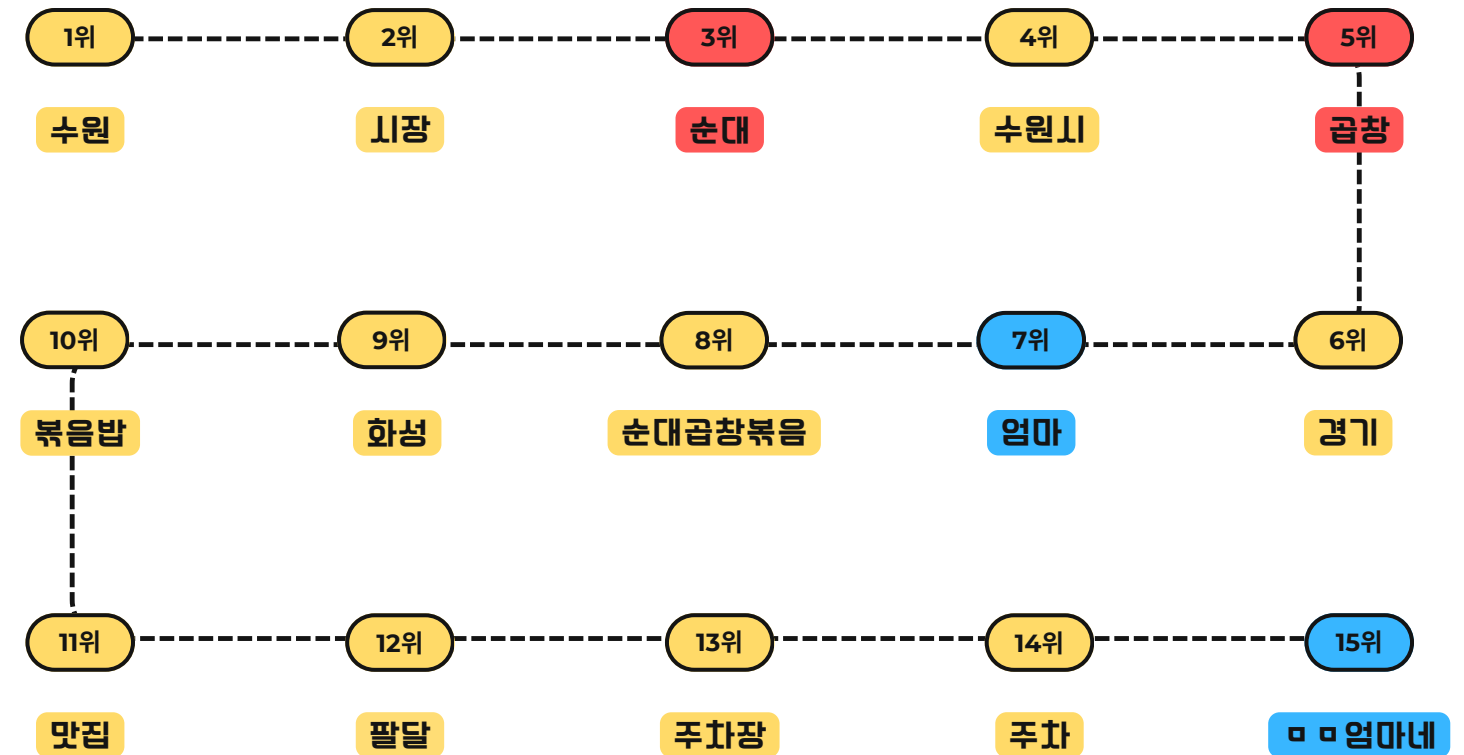 1위 2위 3위 4위 5위
수원 시장 순대 수원시 곱창
10위 9위 8위 7위 6위
볶음밥 화성 순대곱창볶음 엄마 경기
11위 12위 13위 14위 15위
맛집 팔달 주차장 주차 ㅁㅁ엄마네